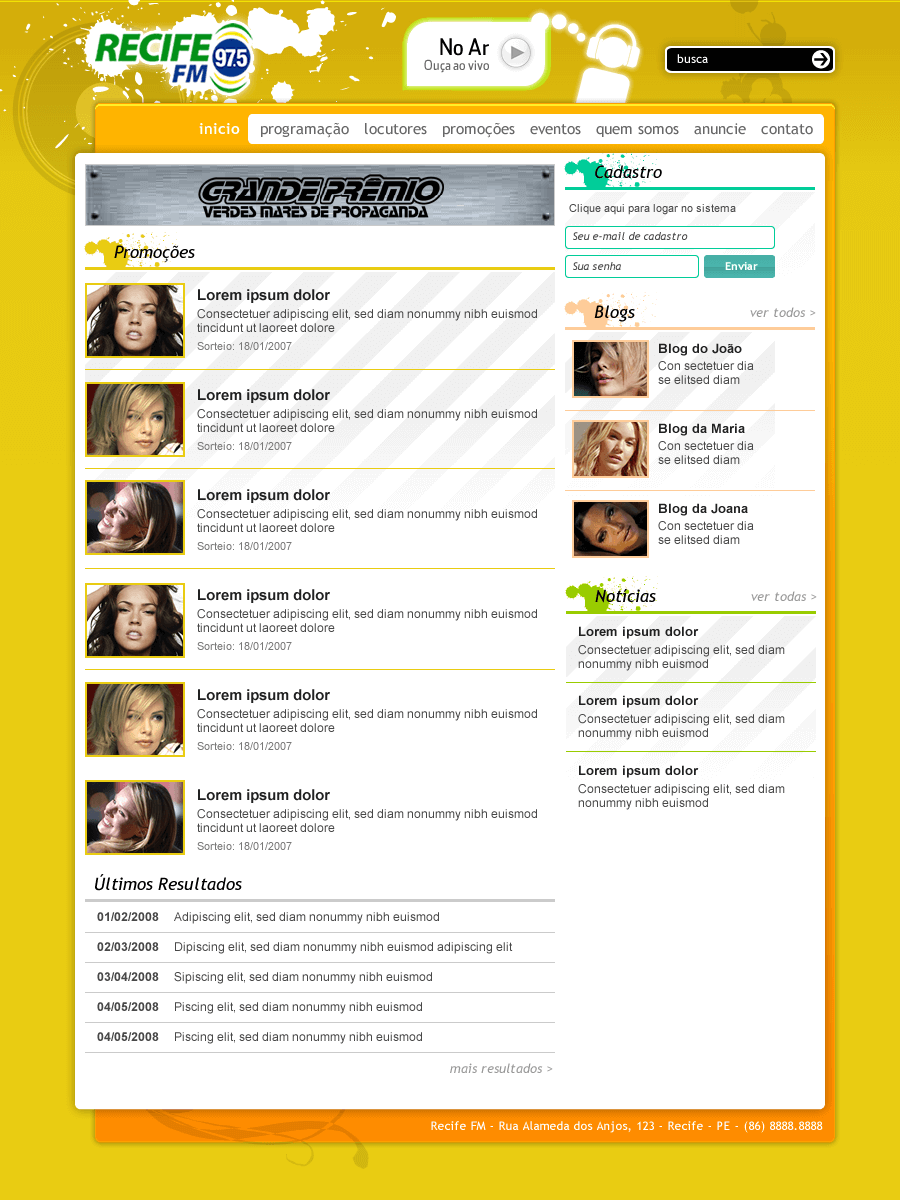 RECIFE
FM 97.5
No Ar
Ouça ao vivo
busca
inicio programação locutores promoções eventos quem somos anuncie contato
GRANDE PRÊMIO
VERDES MARES DE PROPAGANDA
Promoções
Lorem ipsum dolor
Consectetuer adipiscing elit, sed diam nonummy nibh euismod
tincidunt ut laoreet dolore
Sorteio: 18/01/2007
Lorem ipsum dolor
Consectetuer adipiscing elit, sed diam nonummy nibh euismod
tincidunt ut laoreet dolore
Sorteio: 18/01/2007
Lorem ipsum dolor
Consectetuer adipiscing elit, sed diam nonummy nibh euismod
tincidunt ut laoreet dolore
Sorteio: 18/01/2007
Lorem ipsum dolor
Consectetuer adipiscing elit, sed diam nonummy nibh euismod
tincidunt ut laoreet dolore
Sorteio: 18/01/2007
Lorem ipsum dolor
Consectetuer adipiscing elit, sed diam nonummy nibh euismod
tincidunt ut laoreet dolore
Sorteio: 18/01/2007
Lorem ipsum dolor
Consectetuer adipiscing elit, sed diam nonummy nibh euismod
tincidunt ut laoreet dolore
Sorteio: 18/01/2007
Últimos Resultados
01/02/2008 Adipiscing elit, sed diam nonummy nibh euismod
02/03/2008 Dipiscing elit, sed diam nonummy nibh euismod adipiscing elit
03/04/2008 Sipiscing elit, sed diam nonummy nibh euismod
04/05/2008 Piscing elit, sed diam nonummy nibh euismod
04/05/2008 Piscing elit, sed diam nonummy nibh euismod
mais resultados >
Cadastro
Clique aqui para logar no sistema
Seu e-mail de cadastro
Sua senha Enviar
Blogs ver todos >
Blog do João
Con sectetuer dia
se elitsed diam
Blog da Maria
Con sectetuer dia
se elitsed diam
Blog da Joana
Con sectetuer dia
se elitsed diam
Notícias ver todas >
Lorem ipsum dolor
Consectetuer adipiscing elit, sed diam
nonummy nibh euismod
Lorem ipsum dolor
Consectetuer adipiscing elit, sed diam
nonummy nibh euismod
Lorem ipsum dolor
Consectetuer adipiscing elit, sed diam
nonummy nibh euismod
Recife FM - Rua Alameda dos Anjos, 123 - Recife - PE - (86) 8888.8888